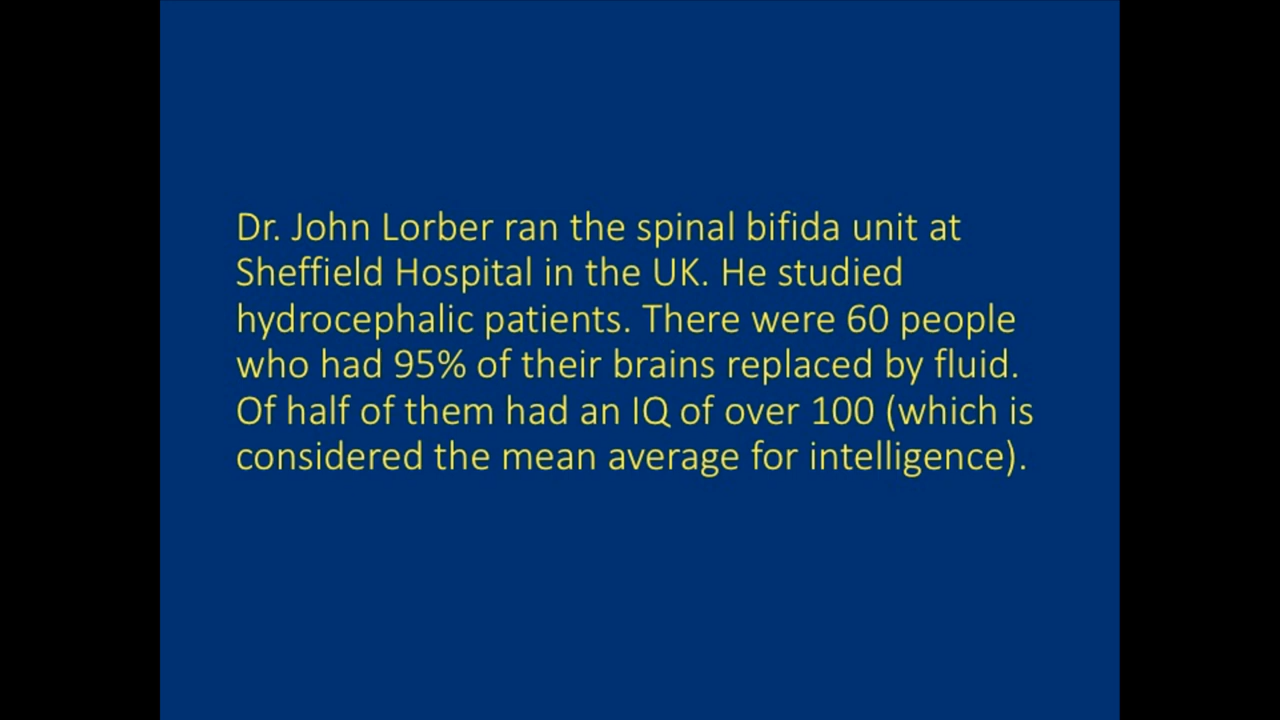 Dr. John Lorber ran the spinal bifida unit at
Sheffield Hospital in the UK. He studied
hydrocephalic patients. There were 60 people
who had 95% of their brains replaced by fluid.
Of half of them had an IQ of over 100 (which is
considered the mean average for intelligence).